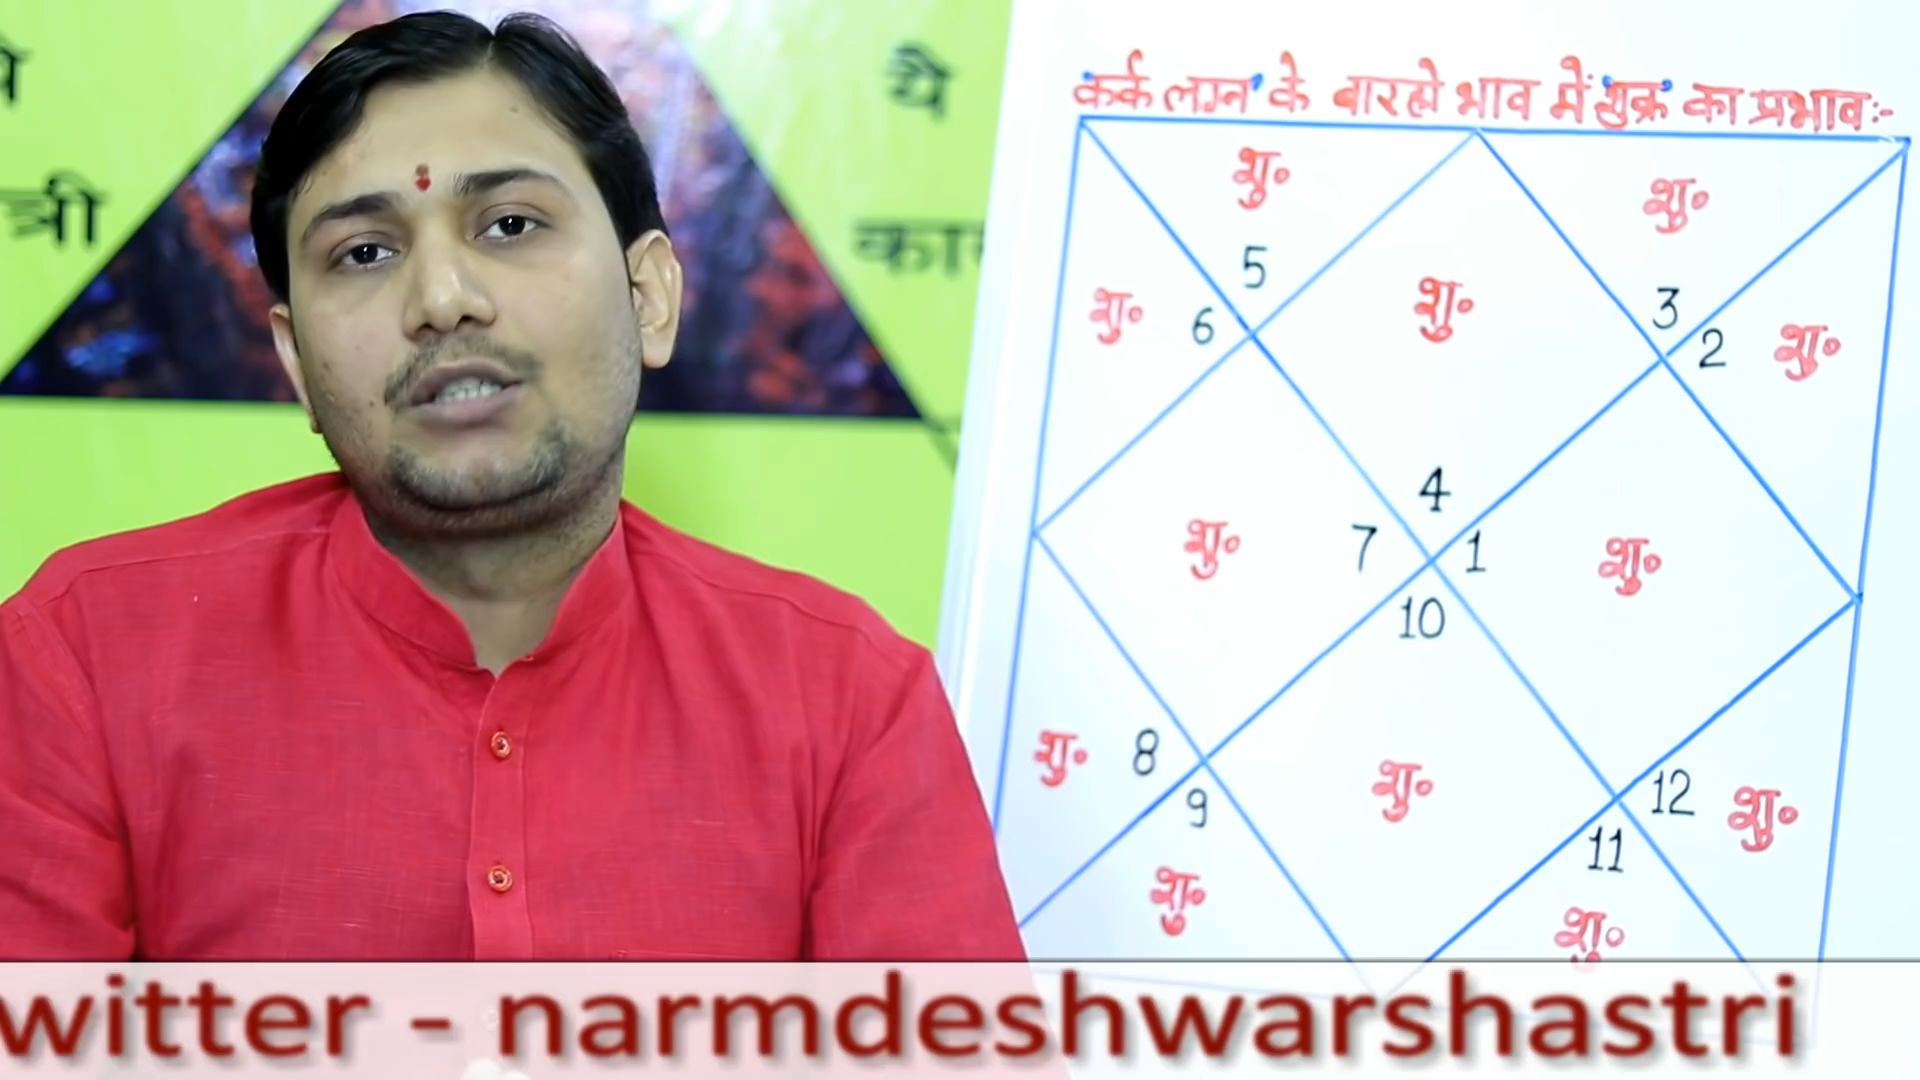 कर्क लग्न के बारहो भाव में शुक्र का प्रभाव:-
शु॰
शु॰
5
3
शु॰
6
शु॰
2
शु॰
4
शु॰
7
1
शु॰
10
शु॰
8
शु॰
12
शु॰
9
11
शु॰
शु॰
त्री
ये
witter - narmdeshwarshastri